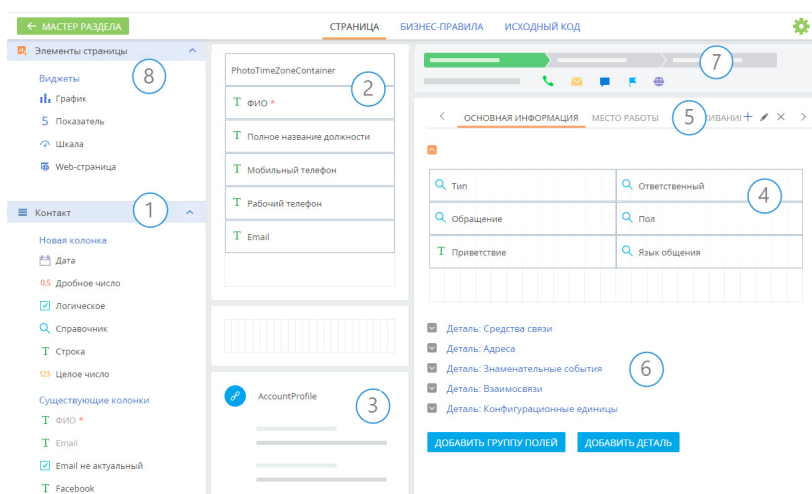 ← МАСТЕР РАЗДЕЛА
СТРАНИЦА БИЗНЕС-ПРАВИЛА ИСХОДНЫЙ КОД
Элементы страницы
8
Виджеты
График
5 Показатель
Шкала
Web-страница
Контакт
1
Новая колонка
Дата
0.5 Дробное число
Логическое
Справочник
T Строка
123 Целое число
Существующие колонки
T ФИО *
T Email
Email не актуальный
T Facebook
PhotoTimeZoneContainer
2
T ФИО *
T Полное название должности
T Мобильный телефон
T Рабочий телефон
T Email
AccountProfile
3
7
ОСНОВНАЯ ИНФОРМАЦИЯ МЕСТО РАБОТЫ 5 ИВАНИ
Тип Ответственный
4
Обращение Пол
T Приветствие Язык общения
Деталь: Средства связи
Деталь: Адреса
Деталь: Знаменательные события
6
Деталь: Взаимосвязи
Деталь: Конфигурационные единицы
ДОБАВИТЬ ГРУППУ ПОЛЕЙ ДОБАВИТЬ ДЕТАЛЬ